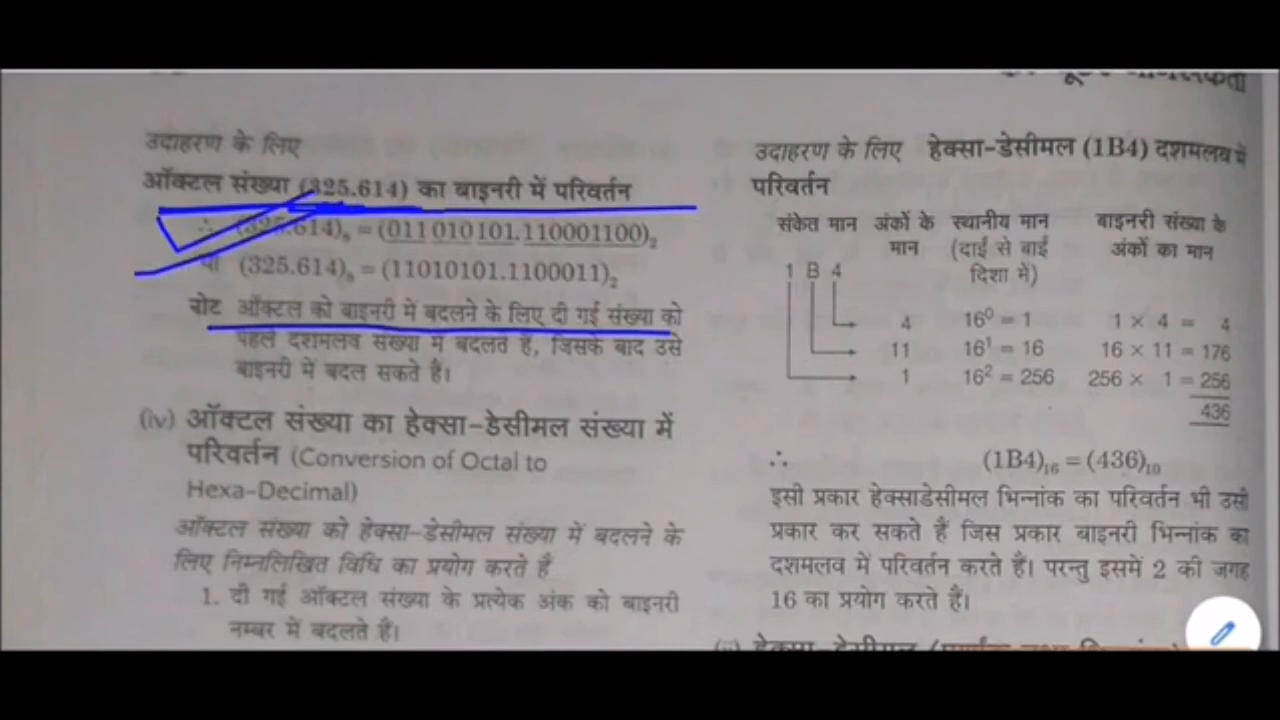 उदाहरण के लिए
ऑक्टल संख्या (325.614) का बाइनरी में परिवर्तन
∴ (325.614)₈ = (011010101.110001100)₂
या (325.614)₈ = (11010101.1100011)₂
नोट ऑक्टल को बाइनरी में बदलने के लिए दी गई संख्या को
पहले दशमलव संख्या में बदलते हैं, जिसके बाद उसे
बाइनरी में बदल सकते हैं।
(iv) ऑक्टल संख्या का हेक्सा-डेसीमल संख्या में
परिवर्तन (Conversion of Octal to
Hexa-Decimal)
ऑक्टल संख्या को हेक्सा-डेसीमल संख्या में बदलने के
लिए निम्नलिखित विधि का प्रयोग करते हैं
1. दी गई ऑक्टल संख्या के प्रत्येक अंक को बाइनरी
नम्बर में बदलते हैं।
उदाहरण के लिए हेक्सा-डेसीमल (1B4) दशमलव में
परिवर्तन
संकेत मान अंकों के स्थानीय मान बाइनरी संख्या के
मान (दाईं से बाईं अंकों का मान
दिशा में)
1 B 4
4 16⁰ = 1 1 × 4 = 4
11 16¹ = 16 16 × 11 = 176
1 16² = 256 256 × 1 = 256
436
∴ (1B4)₁₆ = (436)₁₀
इसी प्रकार हेक्साडेसीमल भिन्नांक का परिवर्तन भी उसी
प्रकार कर सकते हैं जिस प्रकार बाइनरी भिन्नांक का
दशमलव में परिवर्तन करते हैं। परन्तु इसमें 2 की जगह
16 का प्रयोग करते हैं।